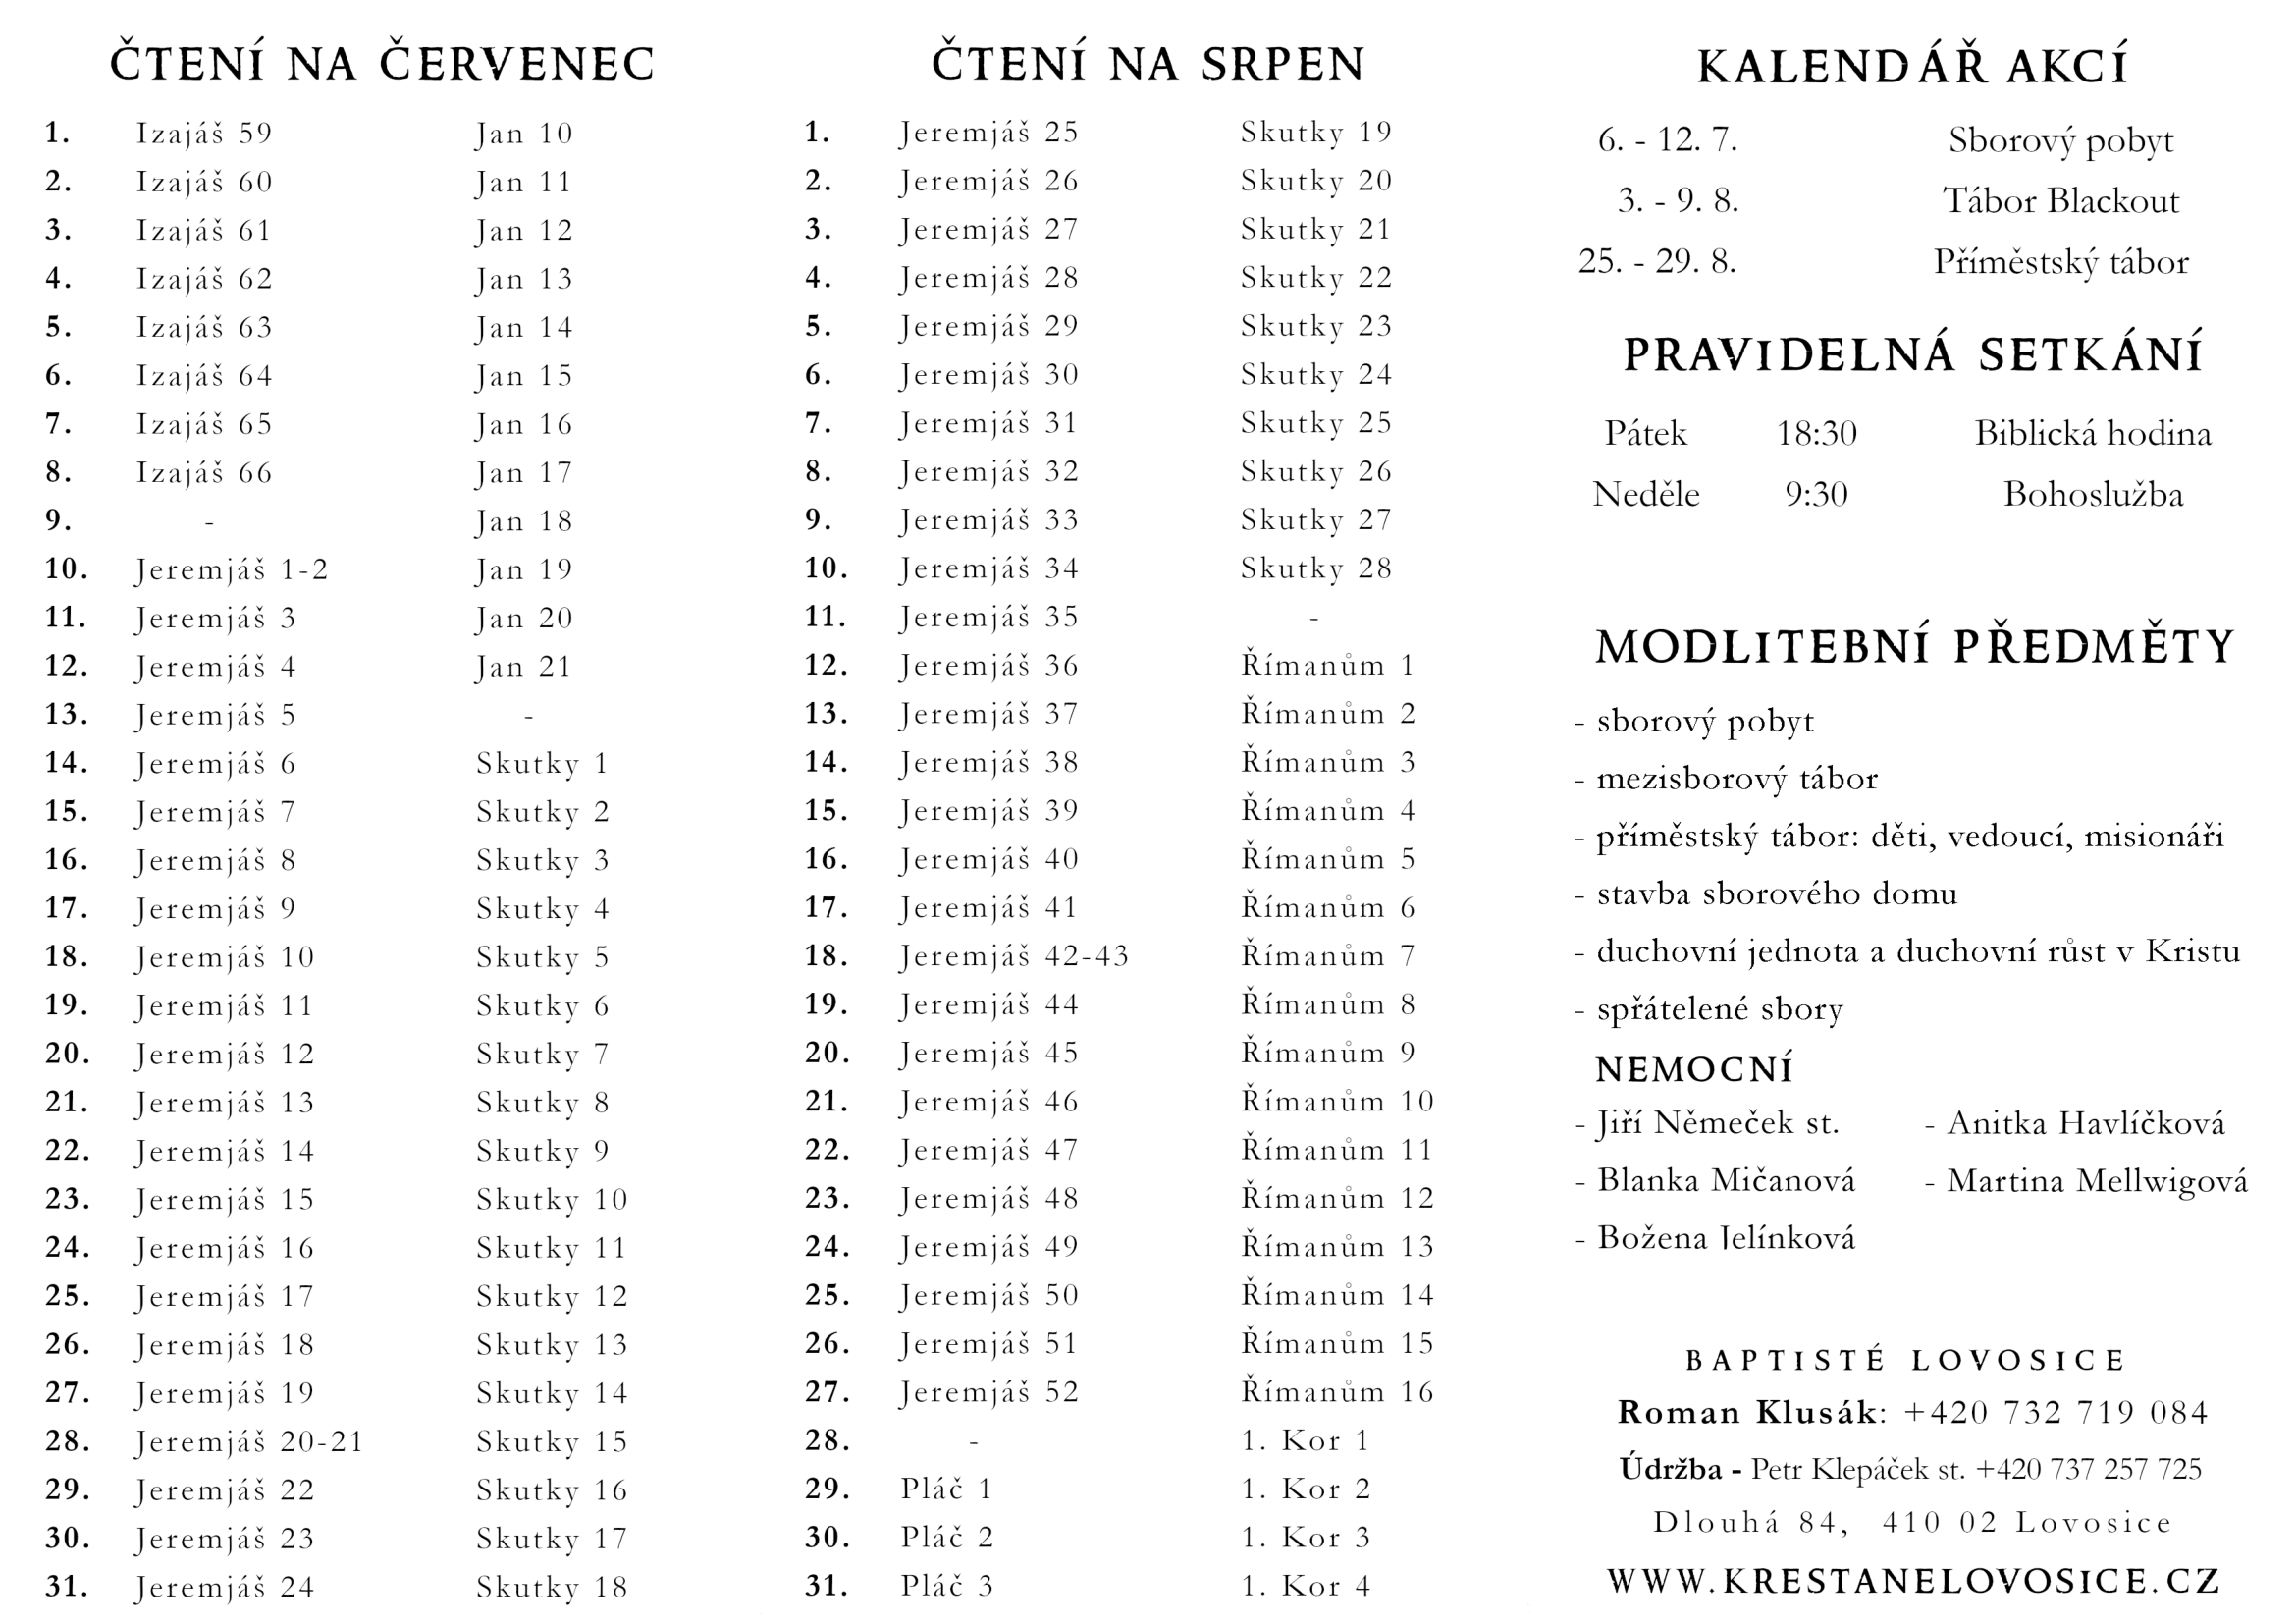 ČTENÍ NA ČERVENEC
1. Izajáš 59 Jan 10
2. Izajáš 60 Jan 11
3. Izajáš 61 Jan 12
4. Izajáš 62 Jan 13
5. Izajáš 63 Jan 14
6. Izajáš 64 Jan 15
7. Izajáš 65 Jan 16
8. Izajáš 66 Jan 17
9. - Jan 18
10. Jeremjáš 1-2 Jan 19
11. Jeremjáš 3 Jan 20
12. Jeremjáš 4 Jan 21
13. Jeremjáš 5 -
14. Jeremjáš 6 Skutky 1
15. Jeremjáš 7 Skutky 2
16. Jeremjáš 8 Skutky 3
17. Jeremjáš 9 Skutky 4
18. Jeremjáš 10 Skutky 5
19. Jeremjáš 11 Skutky 6
20. Jeremjáš 12 Skutky 7
21. Jeremjáš 13 Skutky 8
22. Jeremjáš 14 Skutky 9
23. Jeremjáš 15 Skutky 10
24. Jeremjáš 16 Skutky 11
25. Jeremjáš 17 Skutky 12
26. Jeremjáš 18 Skutky 13
27. Jeremjáš 19 Skutky 14
28. Jeremjáš 20-21 Skutky 15
29. Jeremjáš 22 Skutky 16
30. Jeremjáš 23 Skutky 17
31. Jeremjáš 24 Skutky 18
ČTENÍ NA SRPEN
1. Jeremjáš 25 Skutky 19
2. Jeremjáš 26 Skutky 20
3. Jeremjáš 27 Skutky 21
4. Jeremjáš 28 Skutky 22
5. Jeremjáš 29 Skutky 23
6. Jeremjáš 30 Skutky 24
7. Jeremjáš 31 Skutky 25
8. Jeremjáš 32 Skutky 26
9. Jeremjáš 33 Skutky 27
10. Jeremjáš 34 Skutky 28
11. Jeremjáš 35 -
12. Jeremjáš 36 Římanům 1
13. Jeremjáš 37 Římanům 2
14. Jeremjáš 38 Římanům 3
15. Jeremjáš 39 Římanům 4
16. Jeremjáš 40 Římanům 5
17. Jeremjáš 41 Římanům 6
18. Jeremjáš 42-43 Římanům 7
19. Jeremjáš 44 Římanům 8
20. Jeremjáš 45 Římanům 9
21. Jeremjáš 46 Římanům 10
22. Jeremjáš 47 Římanům 11
23. Jeremjáš 48 Římanům 12
24. Jeremjáš 49 Římanům 13
25. Jeremjáš 50 Římanům 14
26. Jeremjáš 51 Římanům 15
27. Jeremjáš 52 Římanům 16
28. - 1. Kor 1
29. Pláč 1 1. Kor 2
30. Pláč 2 1. Kor 3
31. Pláč 3 1. Kor 4
KALENDÁŘ AKCÍ
6. - 12. 7. Sborový pobyt
3. - 9. 8. Tábor Blackout
25. - 29. 8. Příměstský tábor
PRAVIDELNÁ SETKÁNÍ
Pátek 18:30 Biblická hodina
Neděle 9:30 Bohoslužba
MODLITEBNÍ PŘEDMĚTY
- sborový pobyt
- mezisborový tábor
- příměstský tábor: děti, vedoucí, misionáři
- stavba sborového domu
- duchovní jednota a duchovní růst v Kristu
- spřátelené sbory
NEMOCNÍ
- Jiří Němeček st. - Anitka Havlíčková
- Blanka Mičanová - Martina Mellwigová
- Božena Jelínková
BAPTISTÉ LOVOSICE
Roman Klusák: +420 732 719 084
Údržba - Petr Klepáček st. +420 737 257 725
Dlouhá 84, 410 02 Lovosice
WWW.KRESTANELOVOSICE.CZ